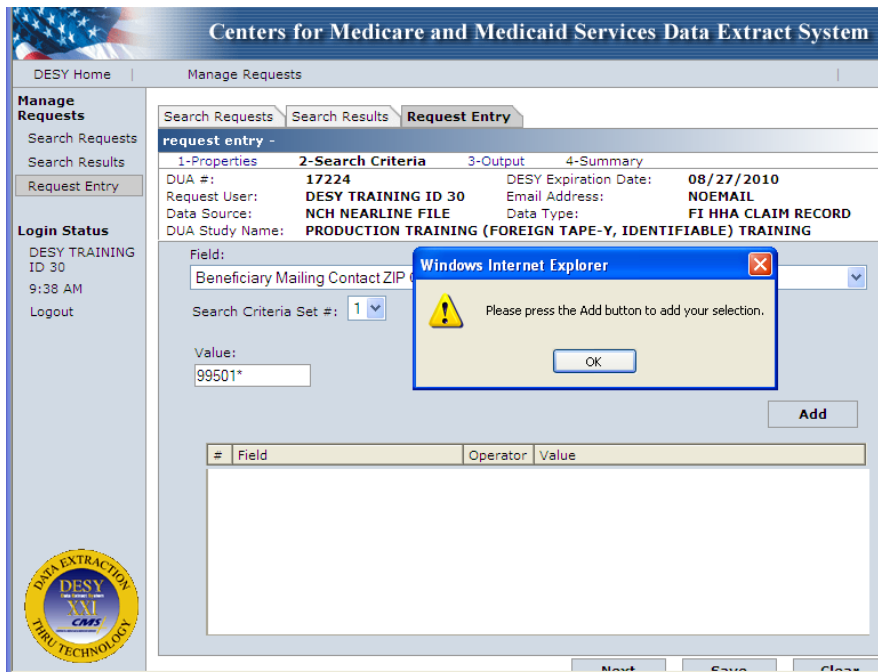 Centers for Medicare and Medicaid Services Data Extract System
DESY Home | Manage Requests |
Manage Requests
Search Requests
Search Results
Request Entry
Login Status
DESY TRAINING ID 30
9:38 AM
Logout
Search Requests Search Results Request Entry
request entry -
1-Properties 2-Search Criteria 3-Output 4-Summary
DUA #: 17224 DESY Expiration Date: 08/27/2010
Request User: DESY TRAINING ID 30 Email Address: NOEMAIL
Data Source: NCH NEARLINE FILE Data Type: FI HHA CLAIM RECORD
DUA Study Name: PRODUCTION TRAINING (FOREIGN TAPE-Y, IDENTIFIABLE) TRAINING
Field:
Beneficiary Mailing Contact ZIP
Search Criteria Set #: 1
Value:
99501*
Windows Internet Explorer
Please press the Add button to add your selection.
OK
Add
# Field Operator Value
DATA EXTRACTION
DESY
XXI
CMS
THRU TECHNOLOGY
Next Save Clear